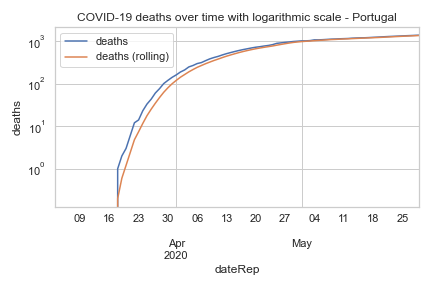 COVID-19 deaths over time with logarithmic scale - Portugal
deaths
deaths (rolling)
deaths
10³
10²
10¹
10⁰
09 16 23 30 06 13 20 27 04 11 18 25
Apr May
2020
dateRep